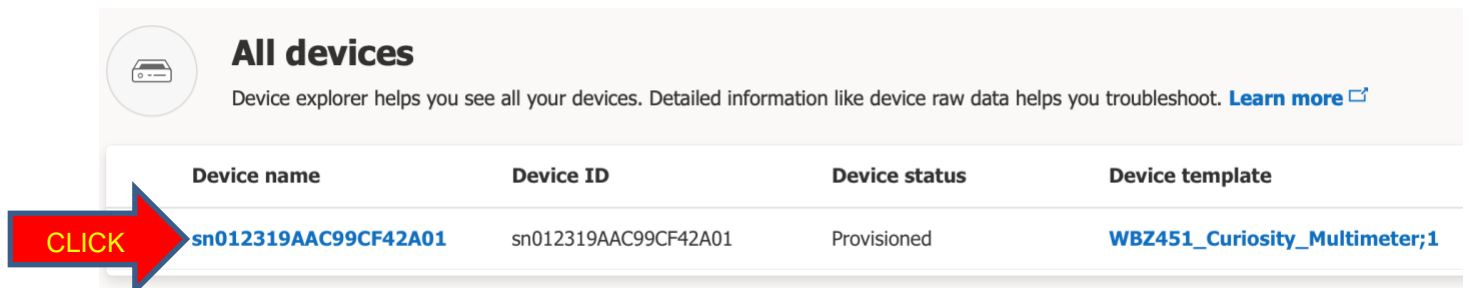 All devices
Device explorer helps you see all your devices. Detailed information like device raw data helps you troubleshoot. Learn more
Device name Device ID Device status Device template
CLICK sn012319AAC99CF42A01 sn012319AAC99CF42A01 Provisioned WBZ451_Curiosity_Multimeter;1